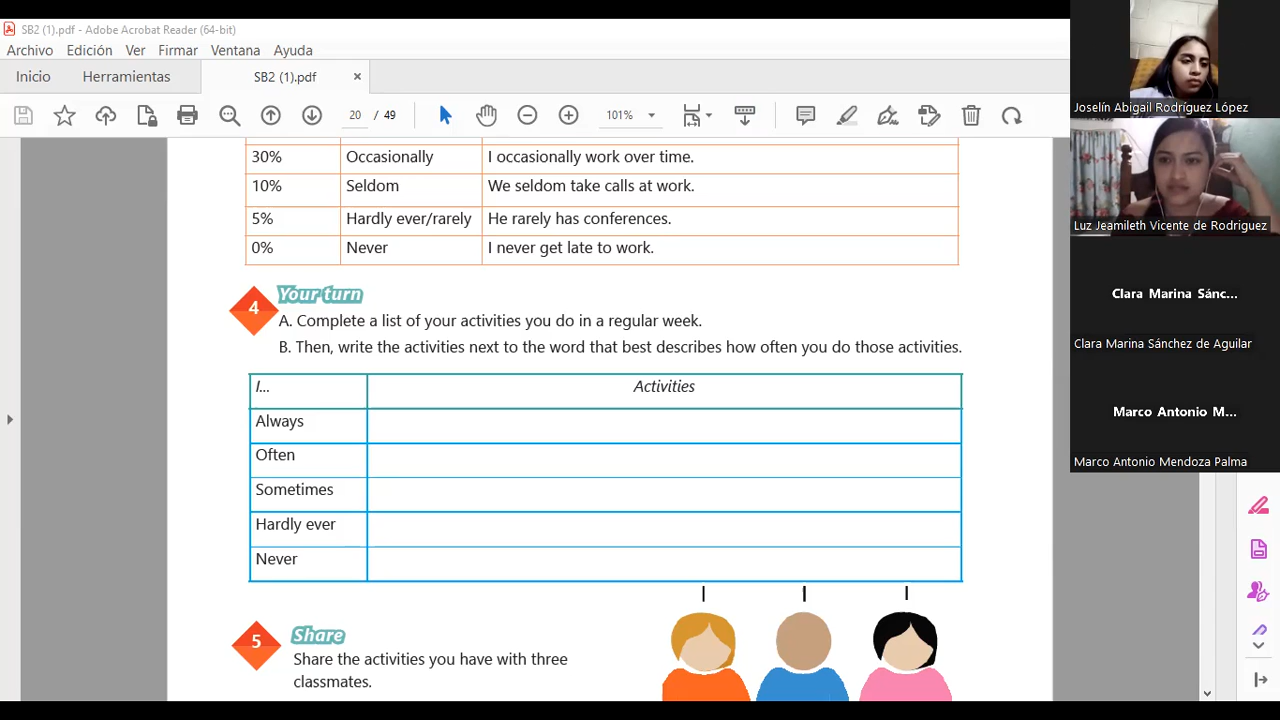 SB2 (1).pdf - Adobe Acrobat Reader (64-bit)
Archivo Edición Ver Firmar Ventana Ayuda
Inicio Herramientas SB2 (1).pdf ×
20 / 49 101%
30% Occasionally I occasionally work over time.
10% Seldom We seldom take calls at work.
5% Hardly ever/rarely He rarely has conferences.
0% Never I never get late to work.
4 Your turn
A. Complete a list of your activities you do in a regular week.
B. Then, write the activities next to the word that best describes how often you do those activities.
I... Activities
Always
Often
Sometimes
Hardly ever
Never
5 Share
Share the activities you have with three
classmates.
Joselín Abigail Rodríguez López
Luz Jeamileth Vicente de Rodriguez
Clara Marina Sánc...
Clara Marina Sánchez de Aguilar
Marco Antonio M...
Marco Antonio Mendoza Palma